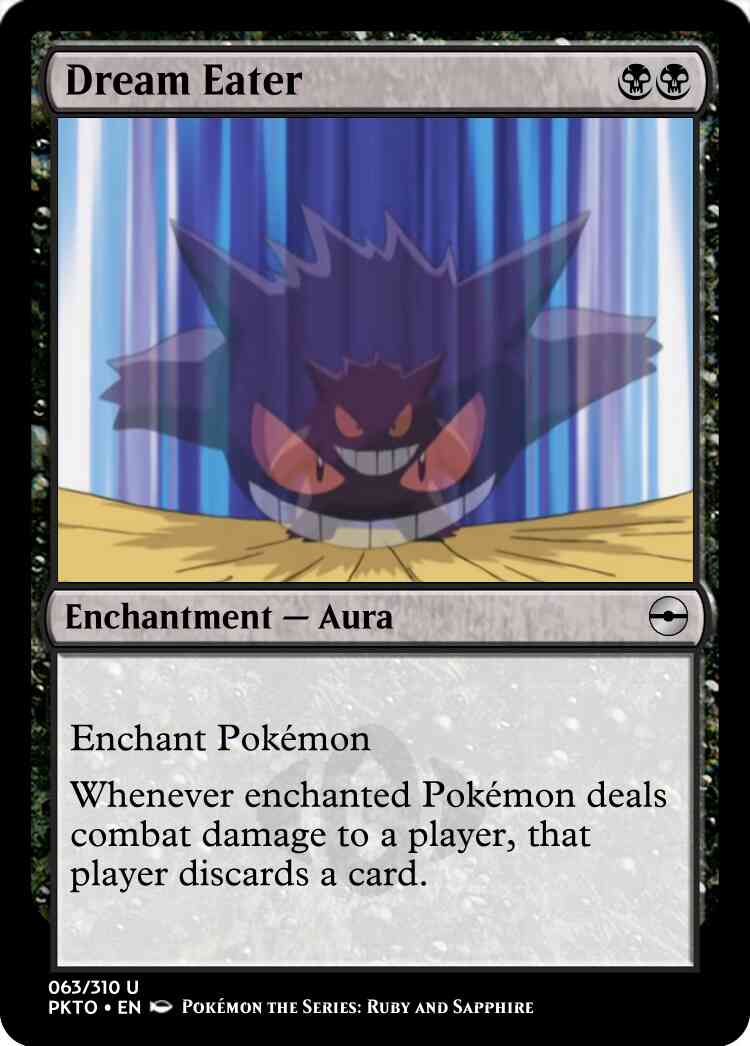 Dream Eater
Enchantment — Aura
Enchant Pokémon
Whenever enchanted Pokémon deals
combat damage to a player, that
player discards a card.
063/310 U
PKTO • EN Pokémon the Series: Ruby and Sapphire